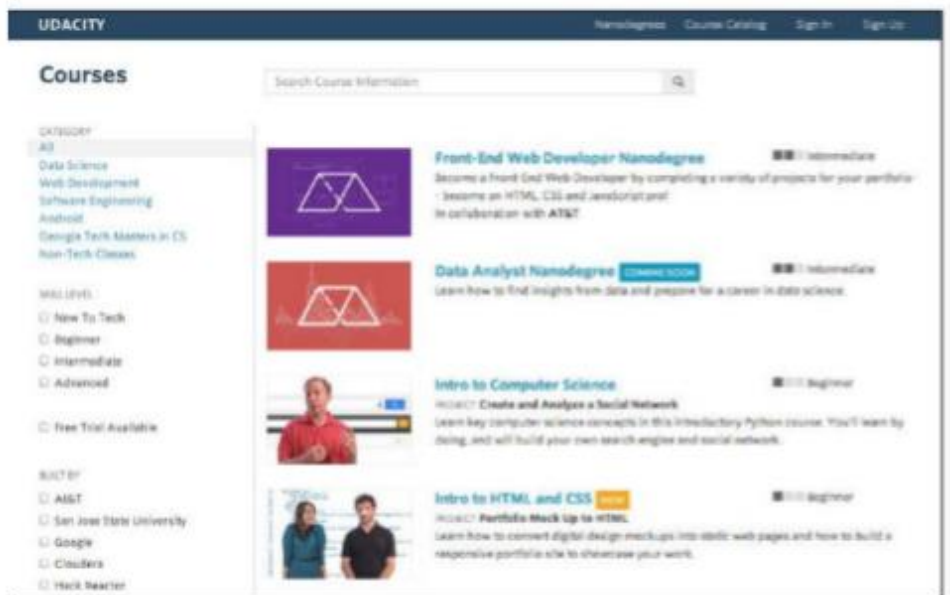 UDACITY
Nanodegrees Course Catalog Sign In Sign Up
Courses
Search Course Information
CATEGORY
All
Data Science
Web Development
Software Engineering
Android
Georgia Tech Masters in CS
Non-Tech Classes
SKILL LEVEL
New To Tech
Beginner
Intermediate
Advanced
Free Trial Available
BUILT BY
AT&T
San Jose State University
Google
Cloudera
Hack Reactor
Front-End Web Developer Nanodegree
Intermediate
Become a Front End Web Developer by completing a variety of projects for your portfolio
- become an HTML, CSS and JavaScript pro!
In collaboration with AT&T
Data Analyst Nanodegree COMING SOON
Intermediate
Learn how to find insights from data and prepare for a career in data science.
Intro to Computer Science
Beginner
PROJECT Create and Analyze a Social Network
Learn key computer science concepts in this introductory Python course. You'll learn by
doing, and will build your own search engine and social network.
Intro to HTML and CSS NEW
Beginner
PROJECT Portfolio Mock Up to HTML
Learn how to convert digital design mockups into static web pages and how to build a
responsive portfolio site to showcase your work.